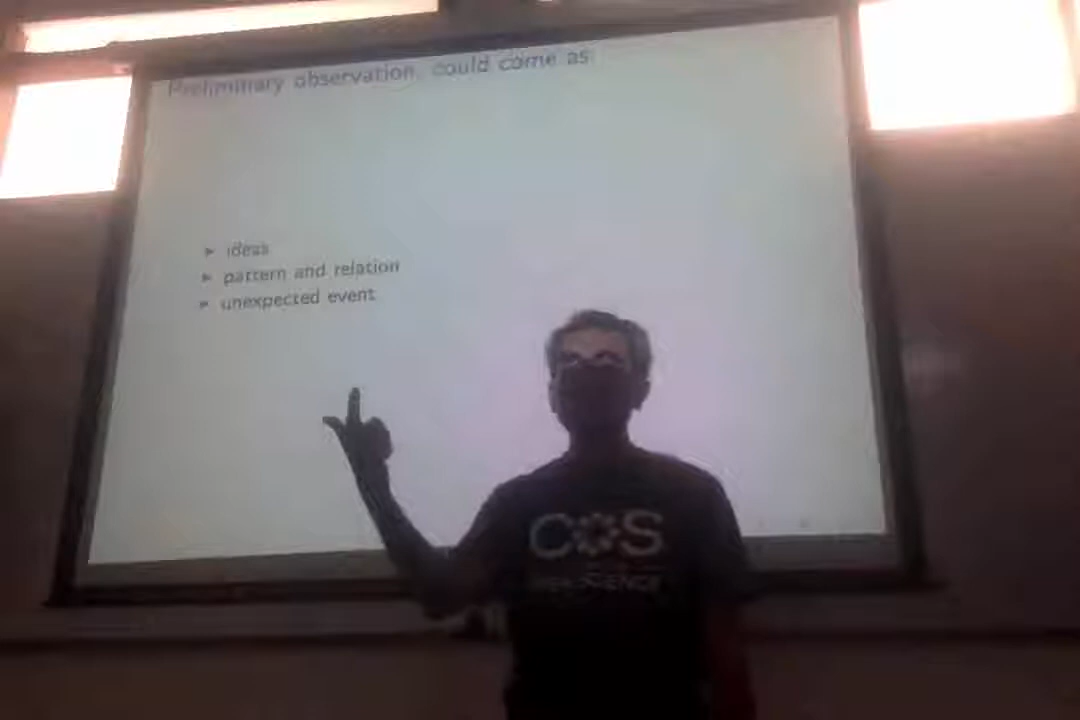 Preliminary observation, could come as
ideas
pattern and relation
unexpected event
COS